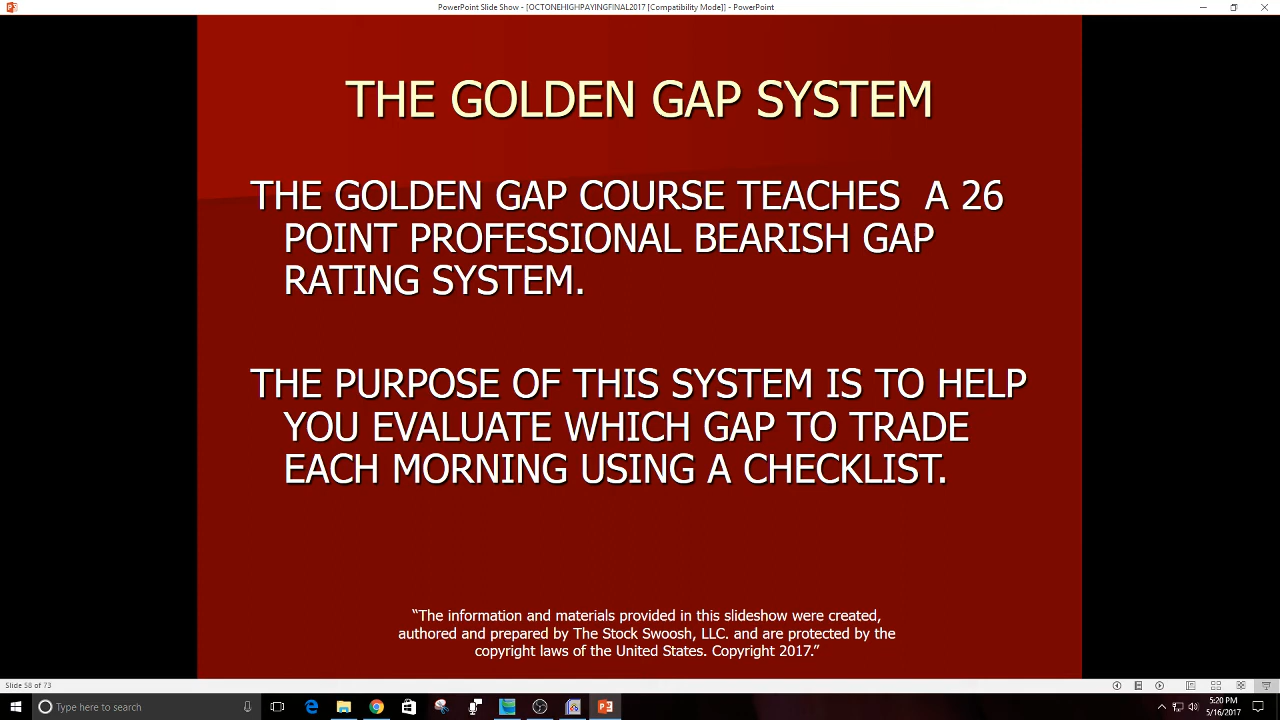 PowerPoint Slide Show - [OCTONEHIGHPAYINGFINAL2017 [Compatibility Mode]] - PowerPoint
THE GOLDEN GAP SYSTEM
THE GOLDEN GAP COURSE TEACHES  A 26
POINT PROFESSIONAL BEARISH GAP
RATING SYSTEM.
THE PURPOSE OF THIS SYSTEM IS TO HELP
YOU EVALUATE WHICH GAP TO TRADE
EACH MORNING USING A CHECKLIST.
“The information and materials provided in this slideshow were created,
authored and prepared by The Stock Swoosh, LLC. and are protected by the
copyright laws of the United States. Copyright 2017.”
Slide 58 of 73
Type here to search
5:20 PM
5/16/2017